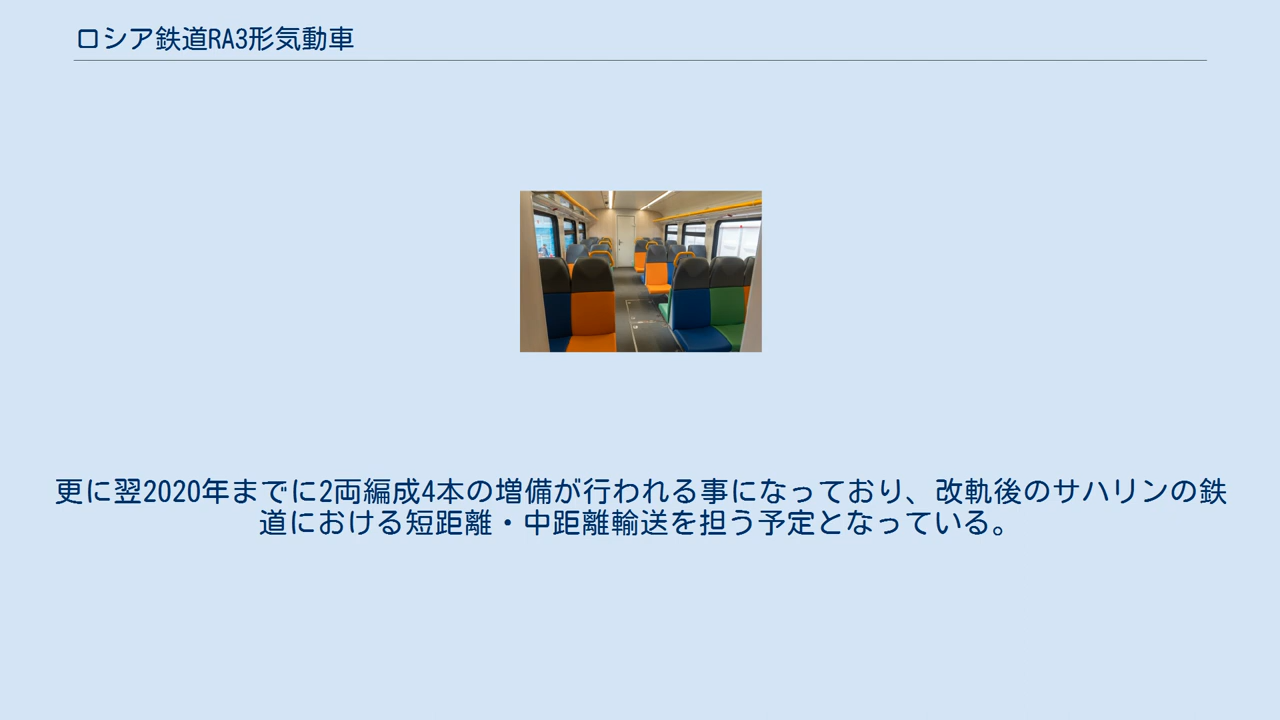 ロシア鉄道RA3形気動車
更に翌2020年までに2両編成4本の増備が行われる事になっており、改軌後のサハリンの鉄
道における短距離・中距離輸送を担う予定となっている。